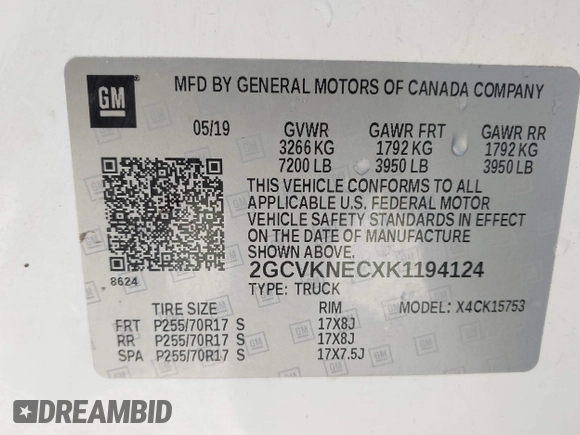 GM
MFD BY GENERAL MOTORS OF CANADA COMPANY
05/19 GVWR GAWR FRT GAWR RR
3266 KG 1792 KG 1792 KG
7200 LB 3950 LB 3950 LB
THIS VEHICLE CONFORMS TO ALL
APPLICABLE U.S. FEDERAL MOTOR
VEHICLE SAFETY STANDARDS IN EFFECT
ON THE DATE OF MANUFACTURE
SHOWN ABOVE.
2GCVKNECXK1194124
8624
TYPE: TRUCK
TIRE SIZE RIM MODEL: X4CK15753
FRT P255/70R17 S 17X8J
RR P255/70R17 S 17X8J
SPA P255/70R17 S 17X7.5J
DREAMBID